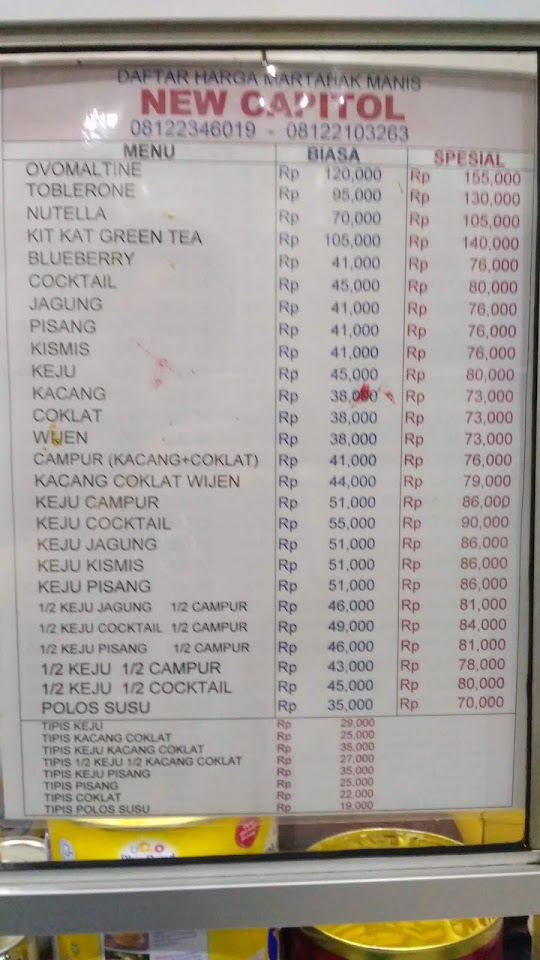 DAFTAR HARGA MARTABAK MANIS
NEW CAPITOL
08122346019 - 08122103263
MENU BIASA SPESIAL
OVOMALTINE Rp 120,000 Rp 155,000
TOBLERONE Rp 95,000 Rp 130,000
NUTELLA Rp 70,000 Rp 105,000
KIT KAT GREEN TEA Rp 105,000 Rp 140,000
BLUEBERRY Rp 41,000 Rp 76,000
COCKTAIL Rp 45,000 Rp 80,000
JAGUNG Rp 41,000 Rp 76,000
PISANG Rp 41,000 Rp 76,000
KISMIS Rp 41,000 Rp 76,000
KEJU Rp 45,000 Rp 80,000
KACANG Rp 38,000 Rp 73,000
COKLAT Rp 38,000 Rp 73,000
WIJEN Rp 38,000 Rp 73,000
CAMPUR (KACANG+COKLAT) Rp 41,000 Rp 76,000
KACANG COKLAT WIJEN Rp 44,000 Rp 79,000
KEJU CAMPUR Rp 51,000 Rp 86,000
KEJU COCKTAIL Rp 55,000 Rp 90,000
KEJU JAGUNG Rp 51,000 Rp 86,000
KEJU KISMIS Rp 51,000 Rp 86,000
KEJU PISANG Rp 51,000 Rp 86,000
1/2 KEJU JAGUNG 1/2 CAMPUR Rp 46,000 Rp 81,000
1/2 KEJU COCKTAIL 1/2 CAMPUR Rp 49,000 Rp 84,000
1/2 KEJU PISANG 1/2 CAMPUR Rp 46,000 Rp 81,000
1/2 KEJU 1/2 CAMPUR Rp 43,000 Rp 78,000
1/2 KEJU 1/2 COCKTAIL Rp 45,000 Rp 80,000
POLOS SUSU Rp 35,000 Rp 70,000
TIPIS KEJU Rp 29,000
TIPIS KACANG COKLAT Rp 25,000
TIPIS KEJU KACANG COKLAT Rp 35,000
TIPIS 1/2 KEJU 1/2 KACANG COKLAT Rp 27,000
TIPIS KEJU PISANG Rp 35,000
TIPIS PISANG Rp 25,000
TIPIS COKLAT Rp 22,000
TIPIS POLOS SUSU Rp 19,000